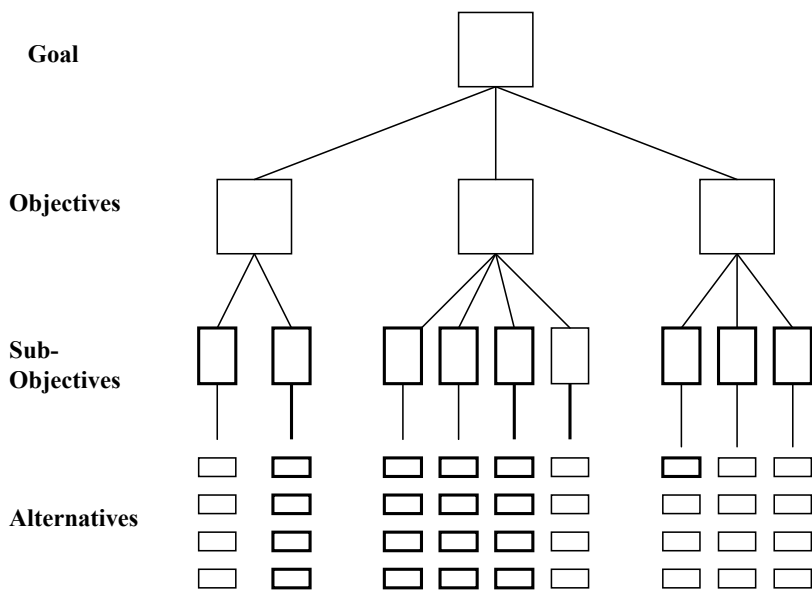 Goal
Objectives
Sub-
Objectives
Alternatives